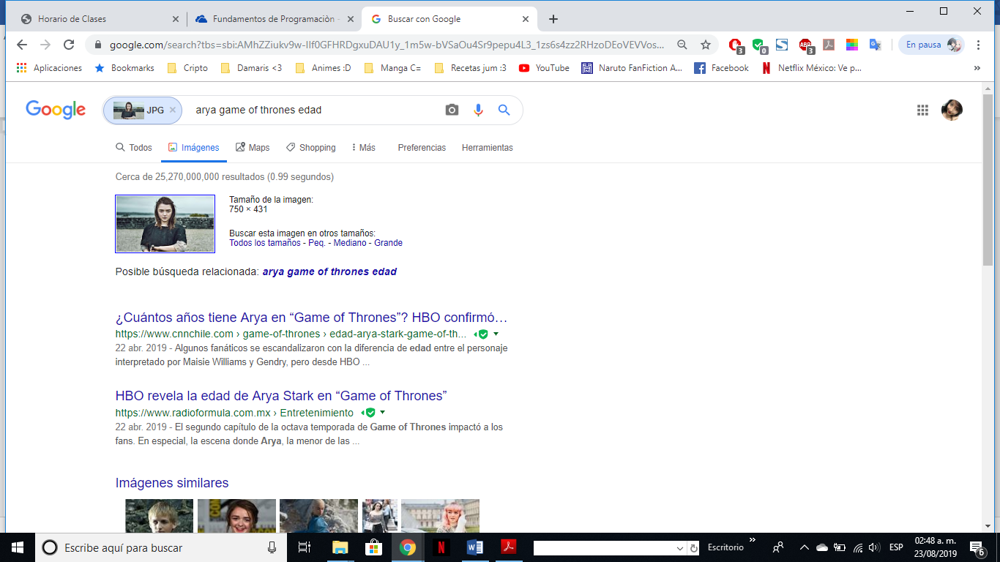 Horario de Clases
Fundamentos de Programaciòn -
Buscar con Google
google.com/search?tbs=sbi:AMhZZiukv9w-IIf0GFHRDgxuDAU1y_1m5w-bVSaOu4Sr9pepu4L3_1zs6s4zz2RHzoDEoVEVVos...
3
0
ABP
3
En pausa
Aplicaciones
Bookmarks
Cripto
Damaris <3
Animes :D
Manga C=
Recetas jum :3
YouTube
Naruto FanFiction A...
Facebook
Netflix México: Ve p...
»
Google
JPG
arya game of thrones edad
Todos
Imágenes
Maps
Shopping
Más
Preferencias
Herramientas
Cerca de 25,270,000,000 resultados (0.99 segundos)
Tamaño de la imagen:
750 × 431
Buscar esta imagen en otros tamaños:
Todos los tamaños - Peq. - Mediano - Grande
Posible búsqueda relacionada: arya game of thrones edad
¿Cuántos años tiene Arya en “Game of Thrones”? HBO confirmó…
https://www.cnnchile.com › game-of-thrones › edad-arya-stark-game-of-th...
22 abr. 2019 - Algunos fanáticos se escandalizaron con la diferencia de edad entre el personaje
interpretado por Maisie Williams y Gendry, pero desde HBO ...
HBO revela la edad de Arya Stark en “Game of Thrones”
https://www.radioformula.com.mx › Entretenimiento
22 abr. 2019 - El segundo capítulo de la octava temporada de Game of Thrones impactó a los
fans. En especial, la escena donde Arya, la menor de las ...
Imágenes similares
Escribe aquí para buscar
Escritorio
»
ESP
02:48 a. m.
23/08/2019
6